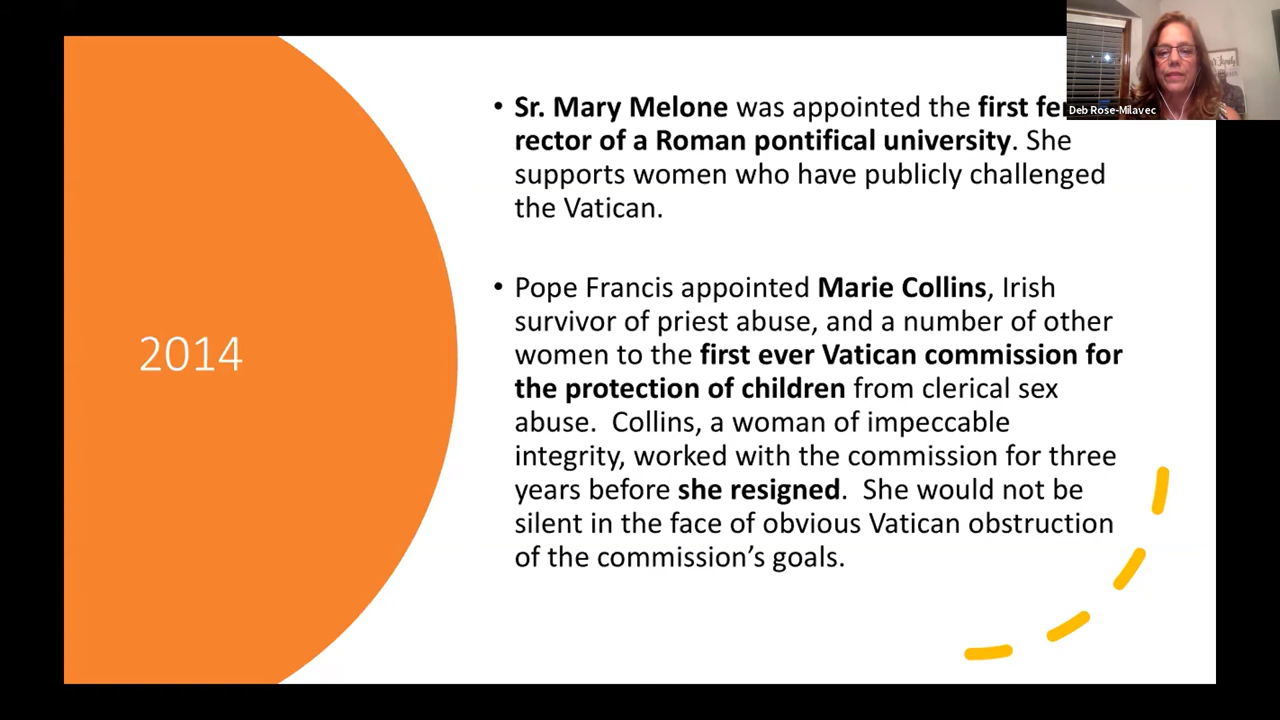 • Sr. Mary Melone was appointed the first
rector of a Roman pontifical university. She
supports women who have publicly challenged
the Vatican.
• Pope Francis appointed Marie Collins, Irish
survivor of priest abuse, and a number of other
women to the first ever Vatican commission for
the protection of children from clerical sex
abuse. Collins, a woman of impeccable
integrity, worked with the commission for three
years before she resigned. She would not be
silent in the face of obvious Vatican obstruction
of the commission’s goals.
2014
Deb Rose-Milavec